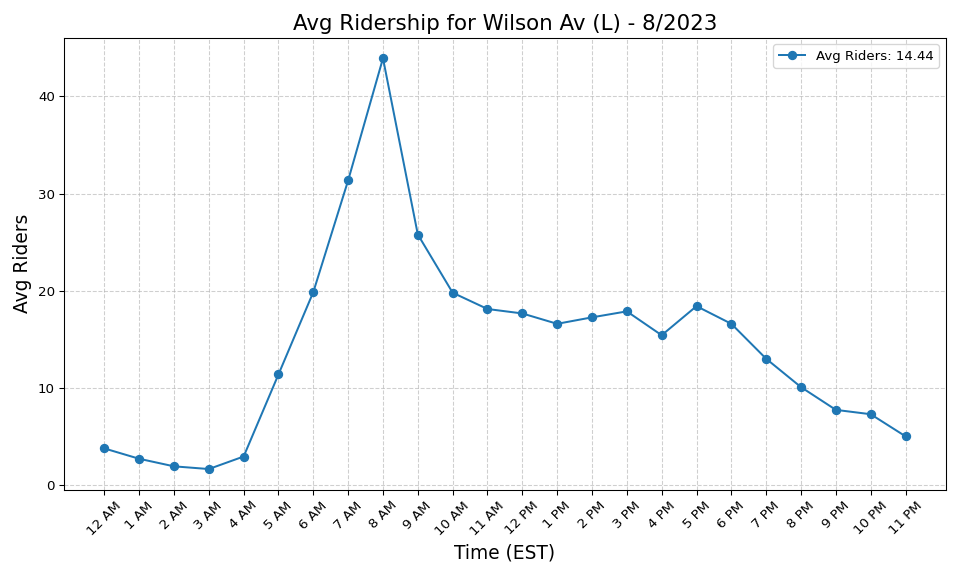 Avg Ridership for Wilson Av (L) - 8/2023
Avg Riders: 14.44
Avg Riders
40
30
20
10
0
12 AM
1 AM
2 AM
3 AM
4 AM
5 AM
6 AM
7 AM
8 AM
9 AM
10 AM
11 AM
12 PM
1 PM
2 PM
3 PM
4 PM
5 PM
6 PM
7 PM
8 PM
9 PM
10 PM
11 PM
Time (EST)